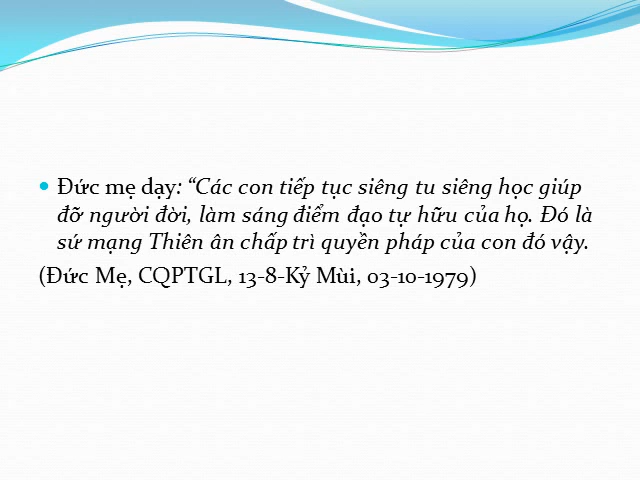 Đức mẹ dạy: “Các con tiếp tục siêng tu siêng học giúp
đỡ người đời, làm sáng điểm đạo tự hữu của họ. Đó là
sứ mạng Thiên ân chấp trì quyền pháp của con đó vậy.
(Đức Mẹ, CQPTGL, 13-8-Kỷ Mùi, 03-10-1979)